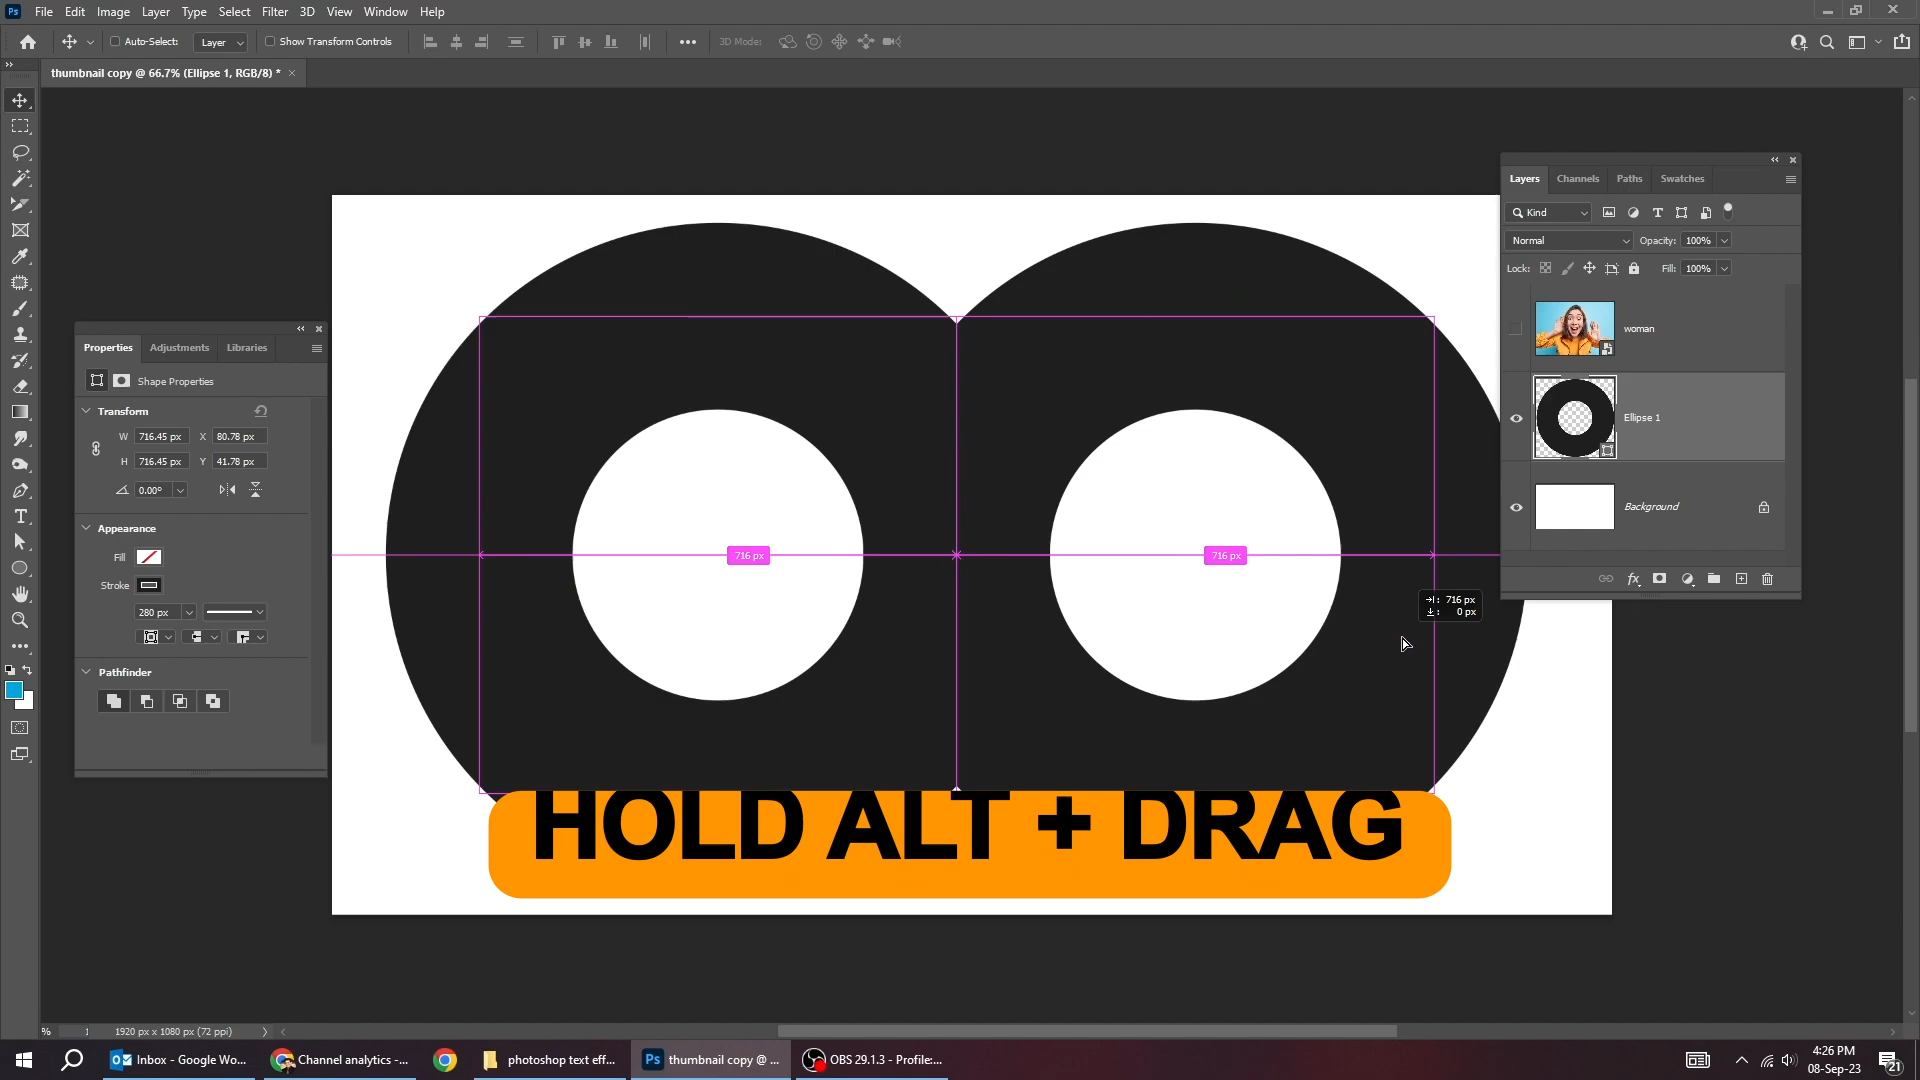 Ps File Edit Image Layer Type Select Filter 3D View Window Help
Auto-Select: Layer Show Transform Controls 3D Mode:
thumbnail copy @ 66.7% (Ellipse 1, RGB/8) *
Layers Channels Paths Swatches
Kind
Normal Opacity: 100%
Lock: Fill: 100%
woman
Ellipse 1
Background
fx
Properties Adjustments Libraries
Shape Properties
Transform
W 716.45 px X 80.78 px
H 716.45 px Y 41.78 px
0.00°
Appearance
Fill
Stroke
280 px
Pathfinder
716 px
716 px
716 px
0 px
HOLD ALT + DRAG
% 1 1920 px x 1080 px (72 ppi)
Inbox - Google Wo...
Channel analytics -...
photoshop text eff...
Ps thumbnail copy @ ...
OBS 29.1.3 - Profile:...
4:26 PM
08-Sep-23
21